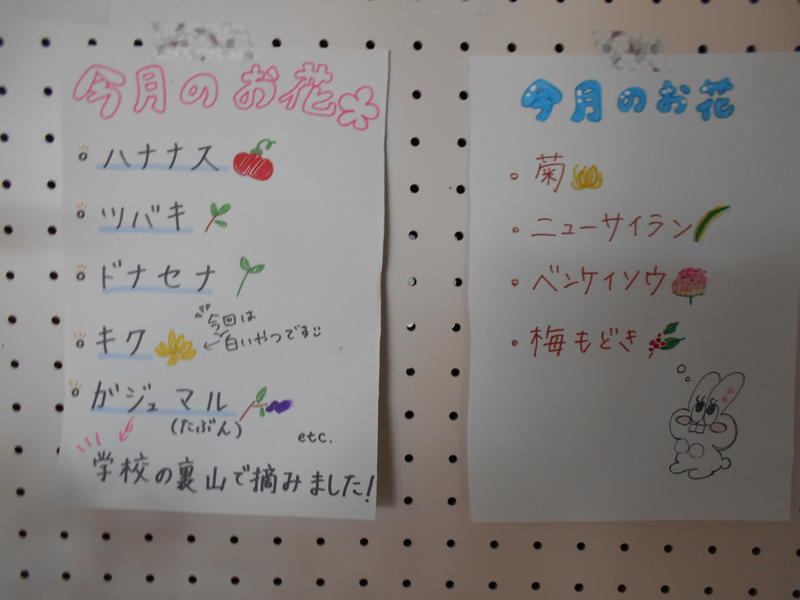 今月のお花
ハナナス
ツバキ
ドナセナ
今回は
キク
白いやつです
ガジュマル
(たぶん)
etc.
学校の裏山で摘みました!
今月のお花
菊
ニューサイラン
ベンケイソウ
梅もどき